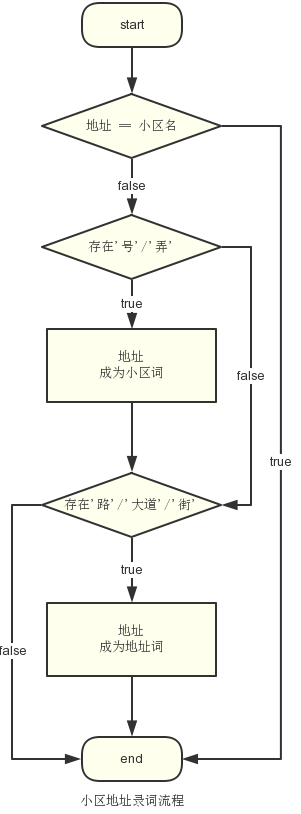 start
地址 == 小区名
false
存在'号'/'弄'
true
地址
成为小区词
false
true
存在'路'/'大道'/'街'
true
地址
成为地址词
false
end
小区地址录词流程